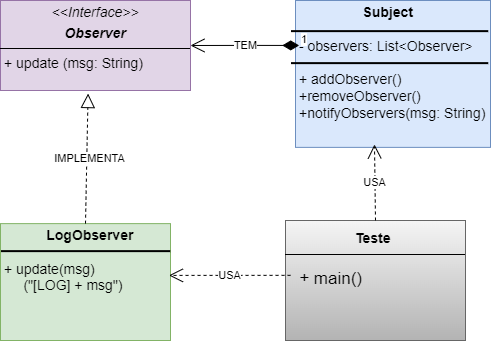 <<Interface>>
Observer
+ update (msg: String)
TEM
1
Subject
- observers: List<Observer>
+ addObserver()
+removeObserver()
+notifyObservers(msg: String)
IMPLEMENTA
USA
LogObserver
+ update(msg)
("[LOG] + msg")
USA
Teste
+ main()